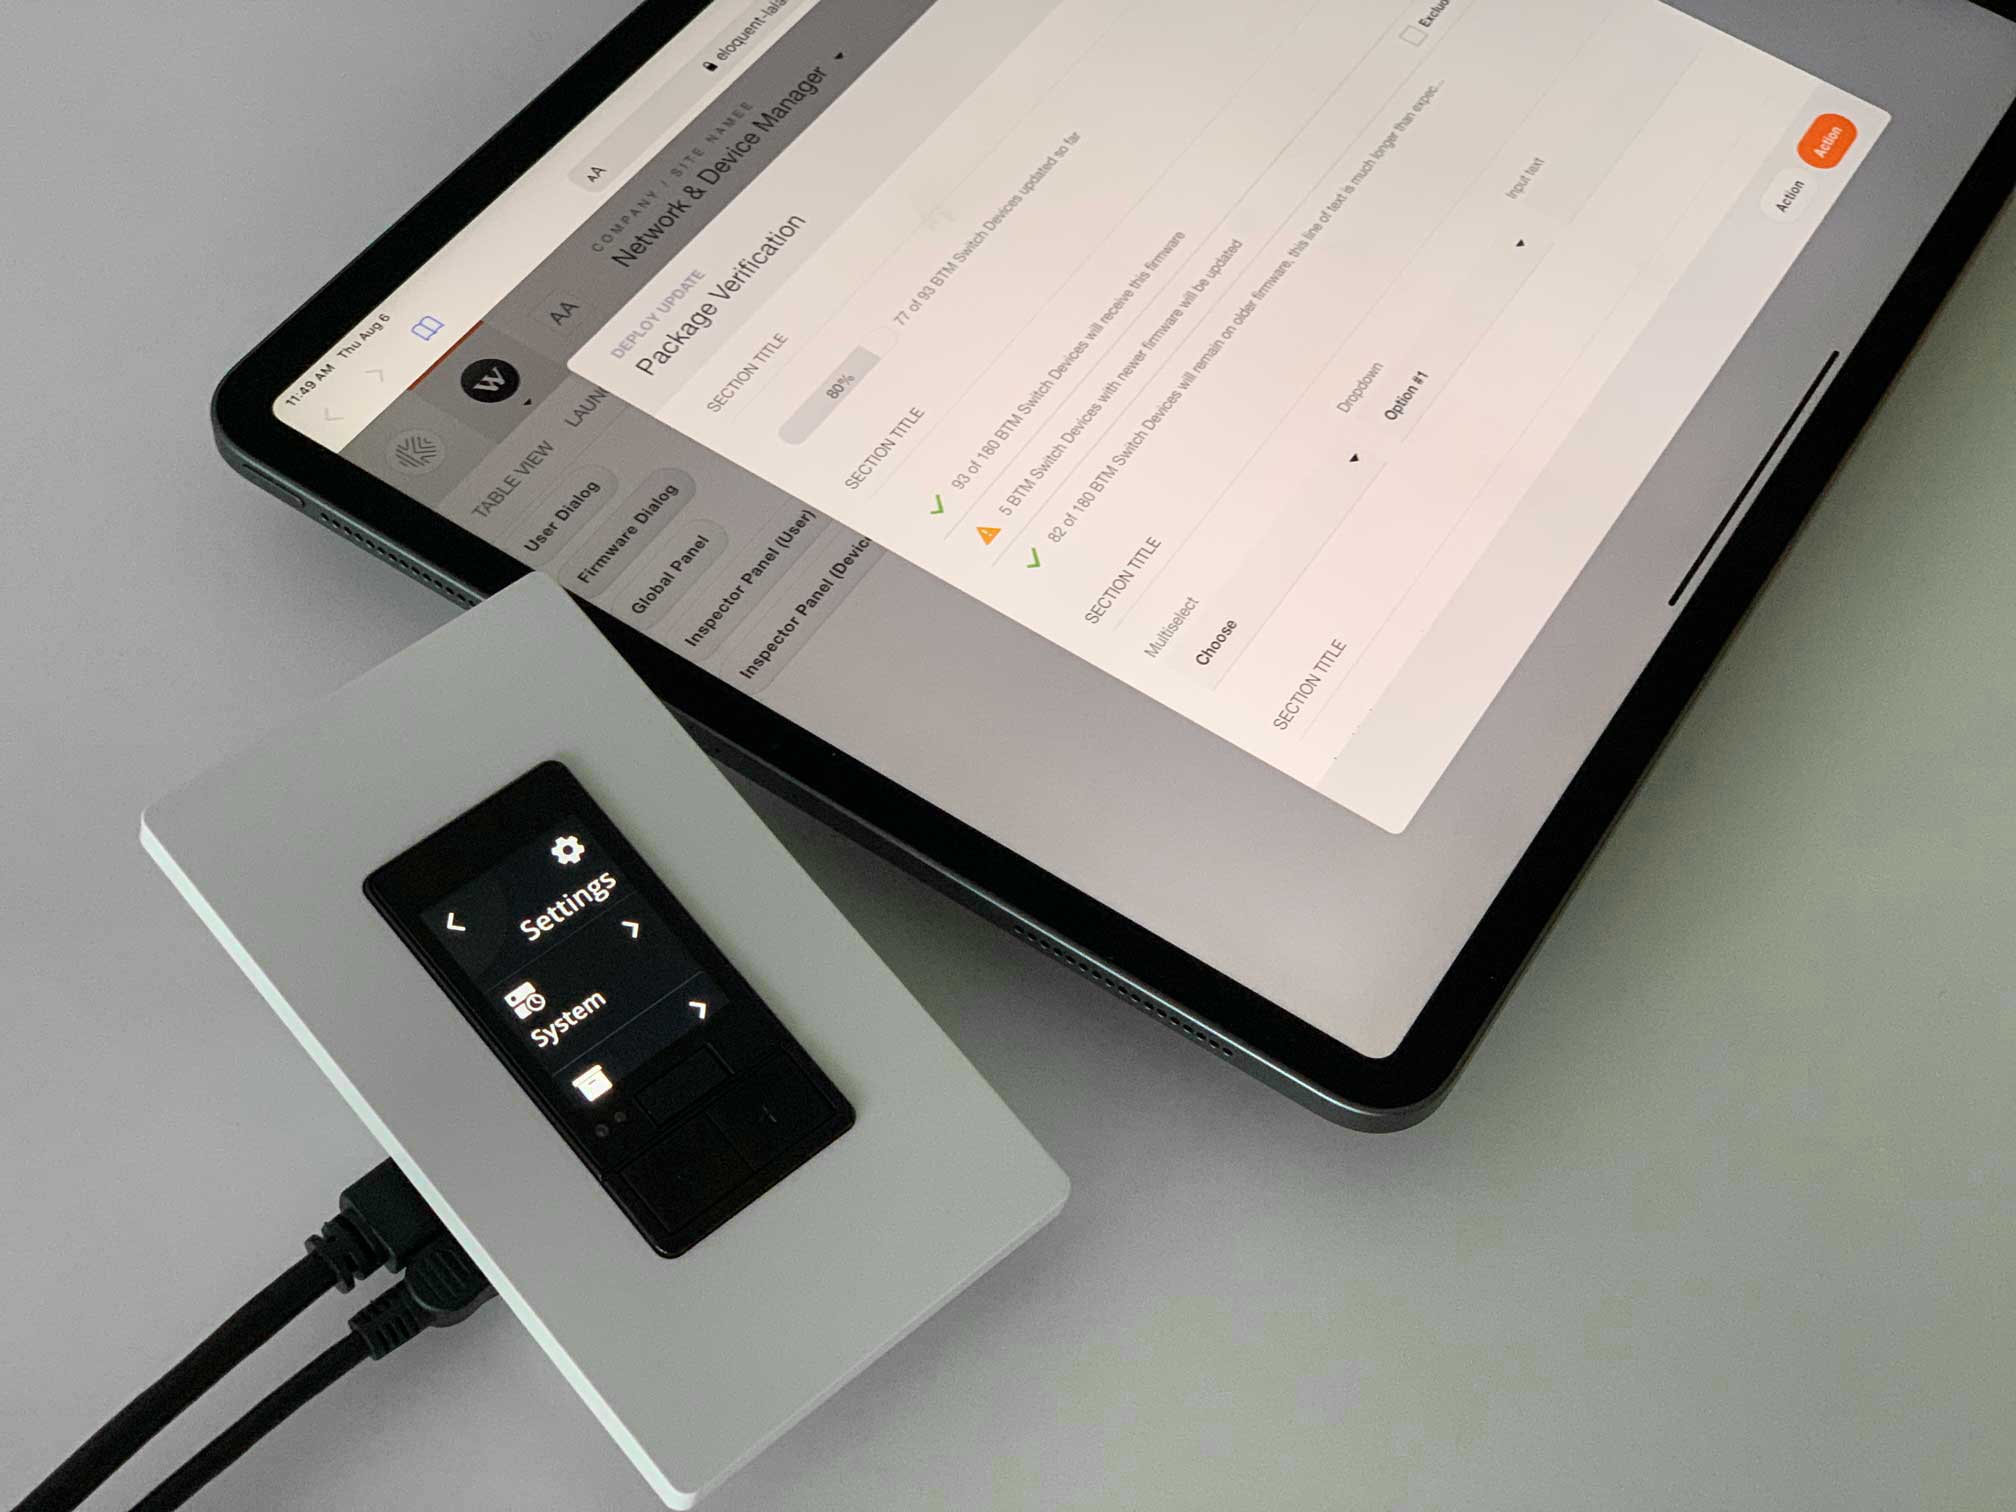 11:49 AM Thu Aug 6
AA
W
AA
COMPANY / SITE NAMEE
Network & Device Manager
TABLE VIEW
User Dialog
Firmware Dialog
Global Panel
Inspector Panel (User)
DEPLOY UPDATE
Package Verification
SECTION TITLE
80%
77 of 93 BTM Switch Devices updated so far
SECTION TITLE
93 of 180 BTM Switch Devices will receive this firmware
5 BTM Switch Devices with newer firmware will be updated
82 of 180 BTM Switch Devices will remain on older firmware, this line of text is much longer than expec...
SECTION TITLE
Multiselect
Choose
Dropdown
Option #1
Input text
SECTION TITLE
Action
Action
Settings
System